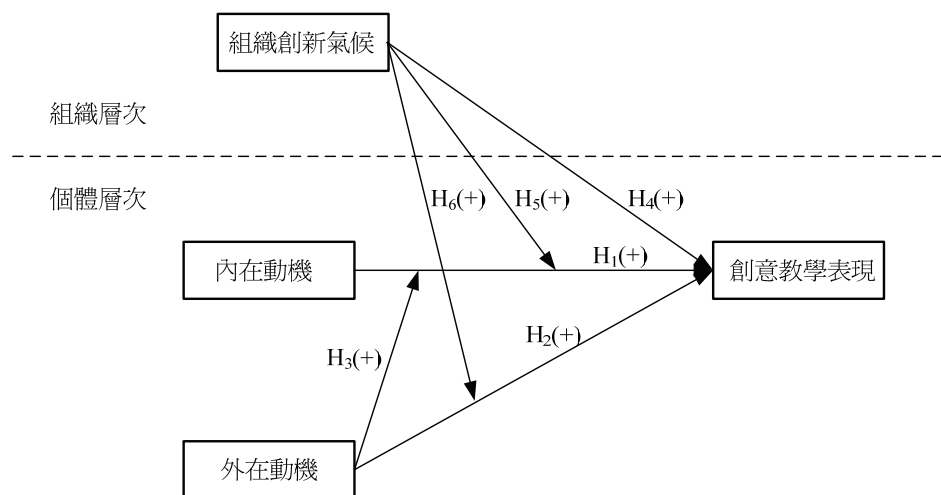 組織創新氣候
組織層次
個體層次
H₆(+)
H₅(+)
H₄(+)
內在動機
H₁(+)
創意教學表現
H₃(+)
H₂(+)
外在動機